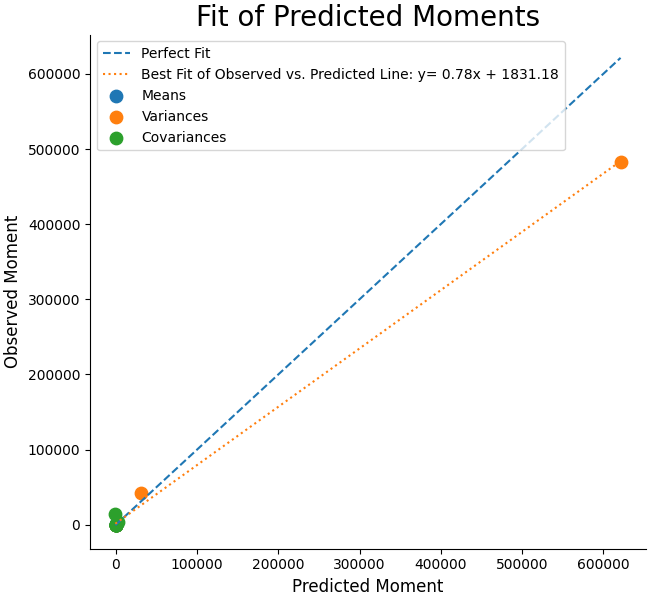 Fit of Predicted Moments
Perfect Fit
Best Fit of Observed vs. Predicted Line: y= 0.78x + 1831.18
Means
Variances
Covariances
600000
500000
400000
300000
200000
100000
0
Observed Moment
0 100000 200000 300000 400000 500000 600000
Predicted Moment